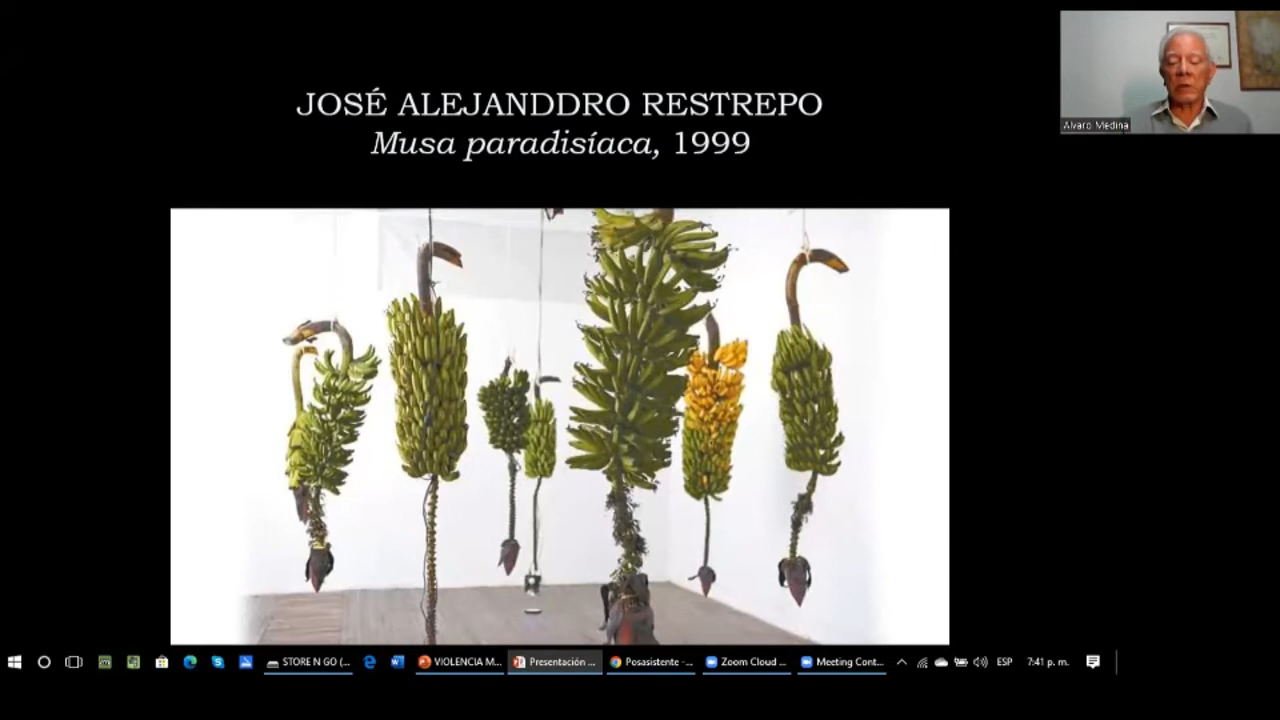 JOSÉ ALEJANDDRO RESTREPO
Musa paradisíaca, 1999
Alvaro Medina
STORE N GO (...
VIOLENCIA M...
Presentación ...
Posasistente -...
Zoom Cloud ...
Meeting Cont...
ESP
7:41 p. m.